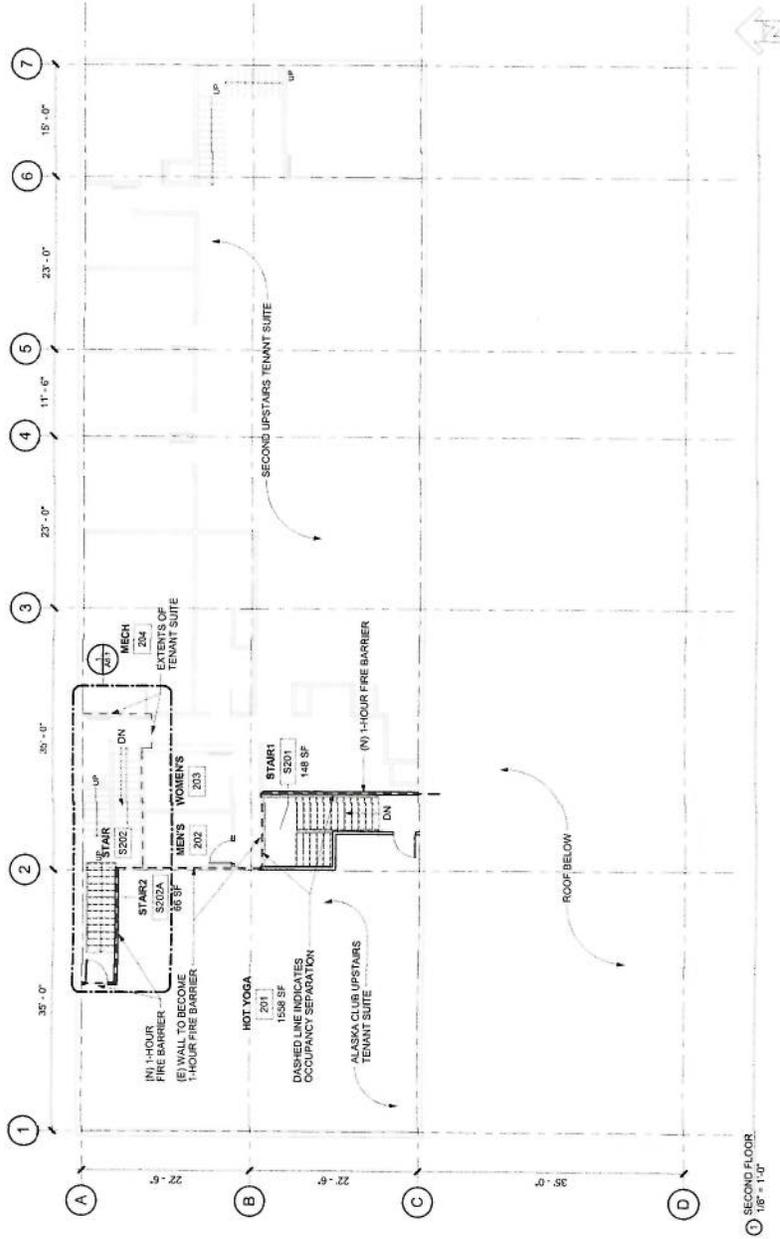 1
2
3
4
5
6
7
35' - 0"
35' - 0"
23' - 0"
11' - 6"
23' - 0"
15' - 0"
A
B
C
D
22' - 6"
22' - 6"
35' - 0"
1
MECH
204
EXTENTS OF
TENANT SUITE
UP
DN
UP
STAIR
S202
WOMEN'S
203
MEN'S
202
STAIR2
S202A
66 SF
(N) 1-HOUR
FIRE BARRIER
(E) WALL TO BECOME
1-HOUR FIRE BARRIER
HOT YOGA
201
1558 SF
DASHED LINE INDICATES
OCCUPANCY SEPARATION
ALASKA CLUB UPSTAIRS
TENANT SUITE
STAIR1
S201
148 SF
DN
(N) 1-HOUR FIRE BARRIER
SECOND UPSTAIRS TENANT SUITE
UP
UP
ROOF BELOW
1 SECOND FLOOR
1/8" = 1'-0"